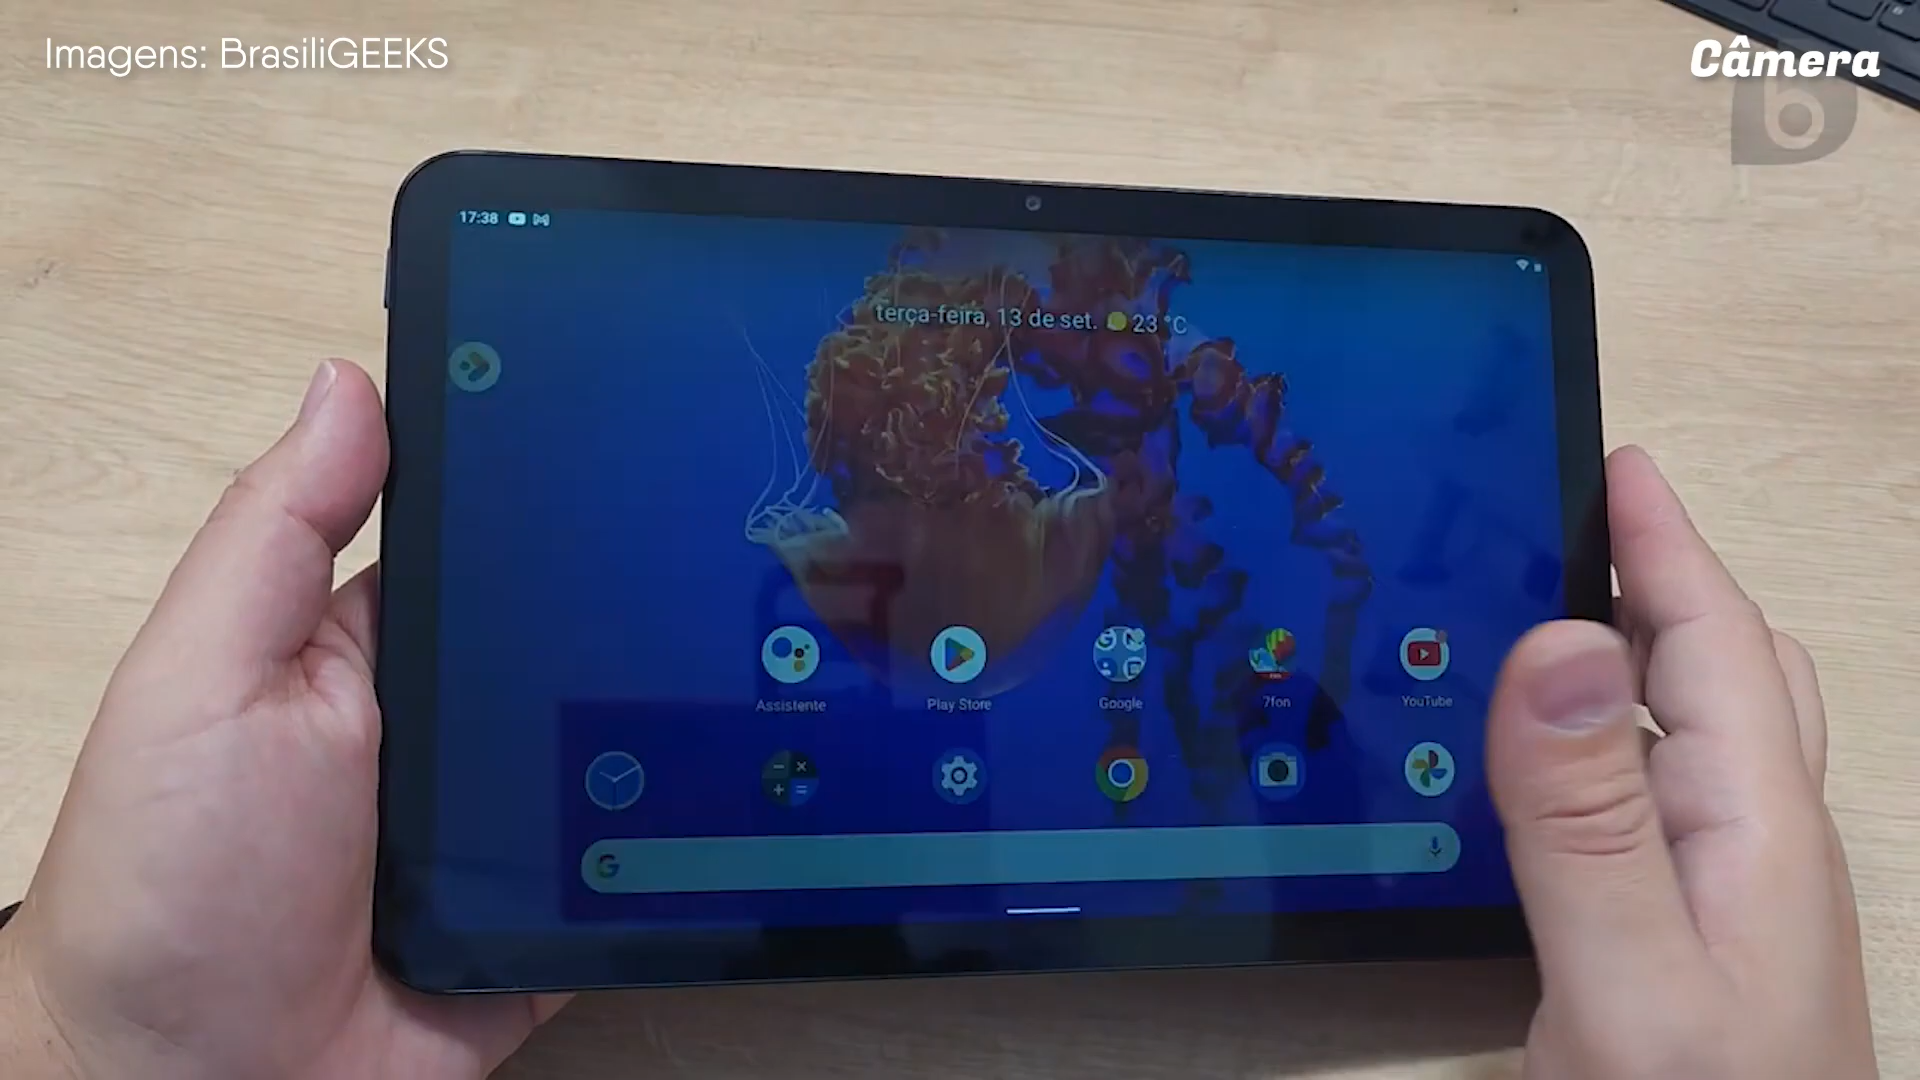 Imagens: BrasiliGEEKS
Câmera
b
17:38
terça-feira, 13 de set. 23 °C
Assistente
Play Store
Google
7fon
YouTube
G